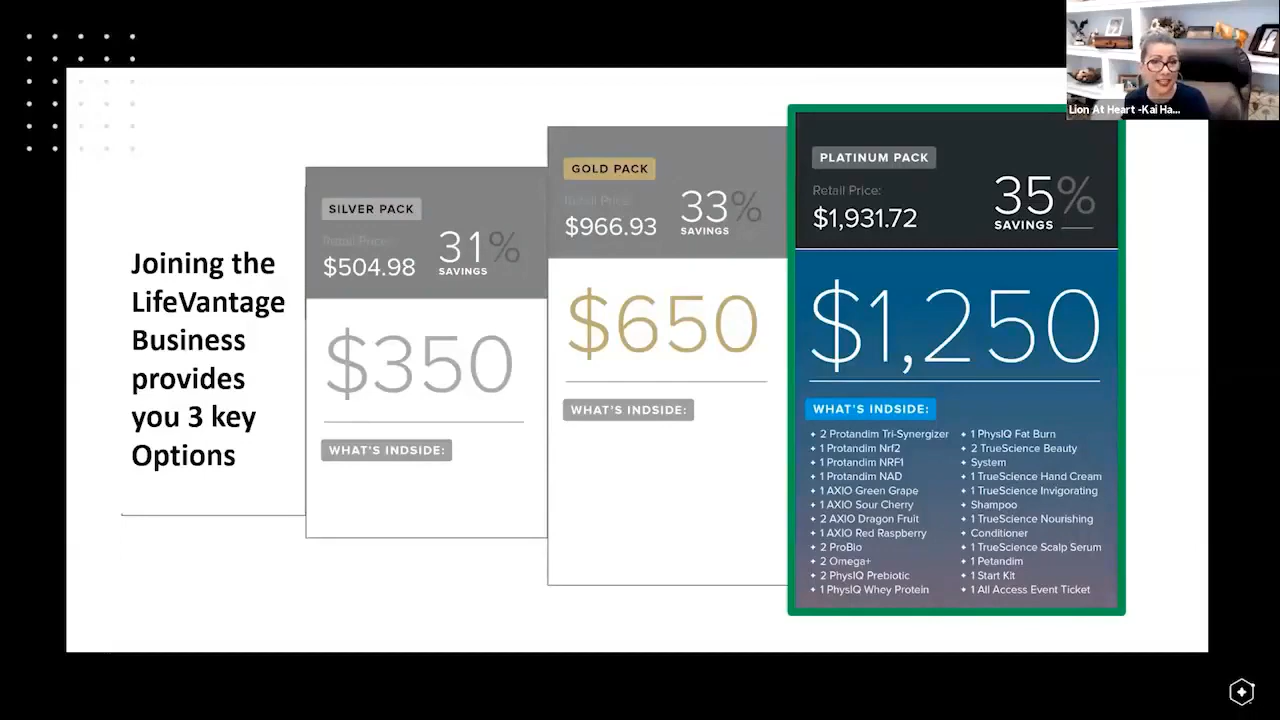 Lion At Heart -Kai Ha...
Joining the
LifeVantage
Business
provides
you 3 key
Options
SILVER PACK
Retail Price:
$504.98
31%
SAVINGS
$350
WHAT'S INDSIDE:
GOLD PACK
Retail Price:
$966.93
33%
SAVINGS
$650
WHAT'S INDSIDE:
PLATINUM PACK
Retail Price:
$1,931.72
35%
SAVINGS
$1,250
WHAT'S INDSIDE:
+ 2 Protandim Tri-Synergizer
+ 1 Protandim Nrf2
+ 1 Protandim NRF1
+ 1 Protandim NAD
+ 1 AXIO Green Grape
+ 1 AXIO Sour Cherry
+ 2 AXIO Dragon Fruit
+ 1 AXIO Red Raspberry
+ 2 ProBio
+ 2 Omega+
+ 2 PhysIQ Prebiotic
+ 1 PhysIQ Whey Protein
+ 1 PhysIQ Fat Burn
+ 2 TrueScience Beauty
+ System
+ 1 TrueScience Hand Cream
+ 1 TrueScience Invigorating
+ Shampoo
+ 1 TrueScience Nourishing
+ Conditioner
+ 1 TrueScience Scalp Serum
+ 1 Petandim
+ 1 Start Kit
+ 1 All Access Event Ticket